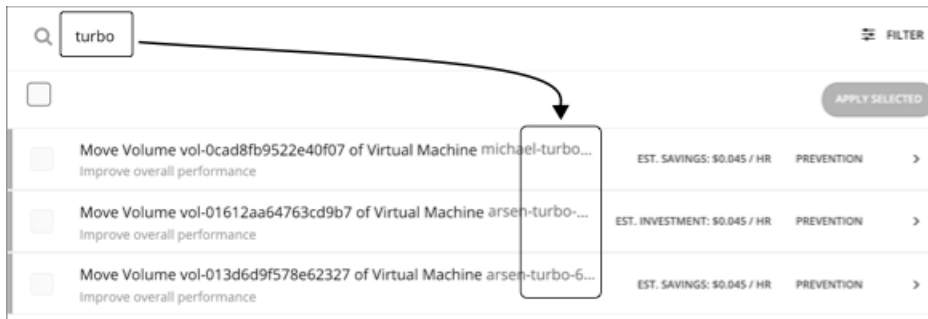 turbo
FILTER
APPLY SELECTED
Move Volume vol-0cad8fb9522e40f07 of Virtual Machine michael-turbo... EST. SAVINGS: $0.045 / HR PREVENTION
Improve overall performance
Move Volume vol-01612aa64763cd9b7 of Virtual Machine arsen-turbo-... EST. INVESTMENT: $0.045 / HR PREVENTION
Improve overall performance
Move Volume vol-013d6d9f578e62327 of Virtual Machine arsen-turbo-6... EST. SAVINGS: $0.045 / HR PREVENTION
Improve overall performance